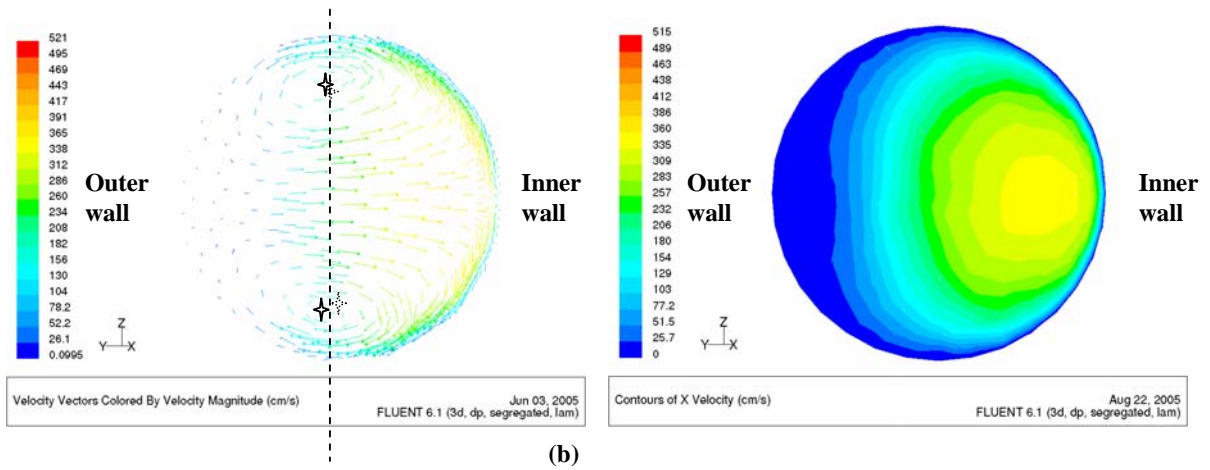 521
495
469
443
417
391
365
338
312
286
260
234
208
182
156
130
104
78.2
52.2
26.1
0.0995
Outer
wall
Inner
wall
Z
Y X
Velocity Vectors Colored By Velocity Magnitude (cm/s)
Jun 03, 2005
FLUENT 6.1 (3d, dp, segregated, lam)
515
489
463
438
412
386
360
335
309
283
257
232
206
180
154
129
103
77.2
51.5
25.7
0
Outer
wall
Inner
wall
Z
Y X
Contours of X Velocity (cm/s)
Aug 22, 2005
FLUENT 6.1 (3d, dp, segregated, lam)
(b)